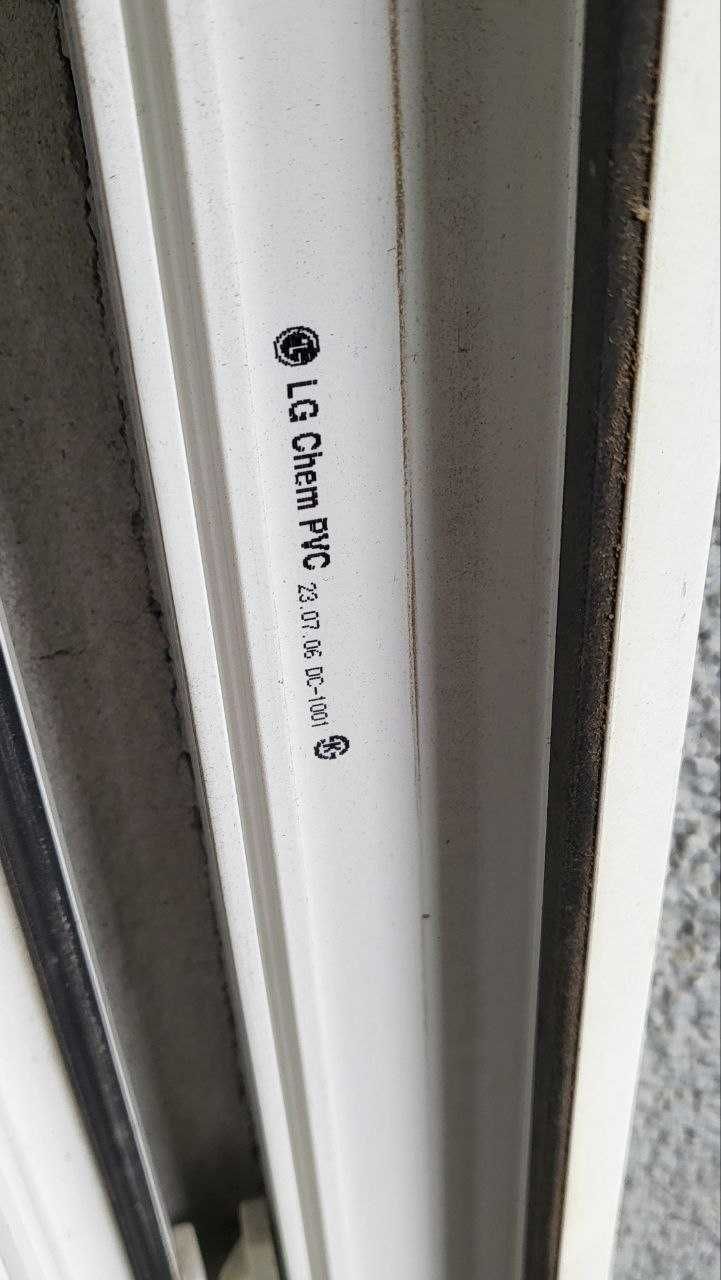 LG Chem PVC 23.07.06 DC-1001